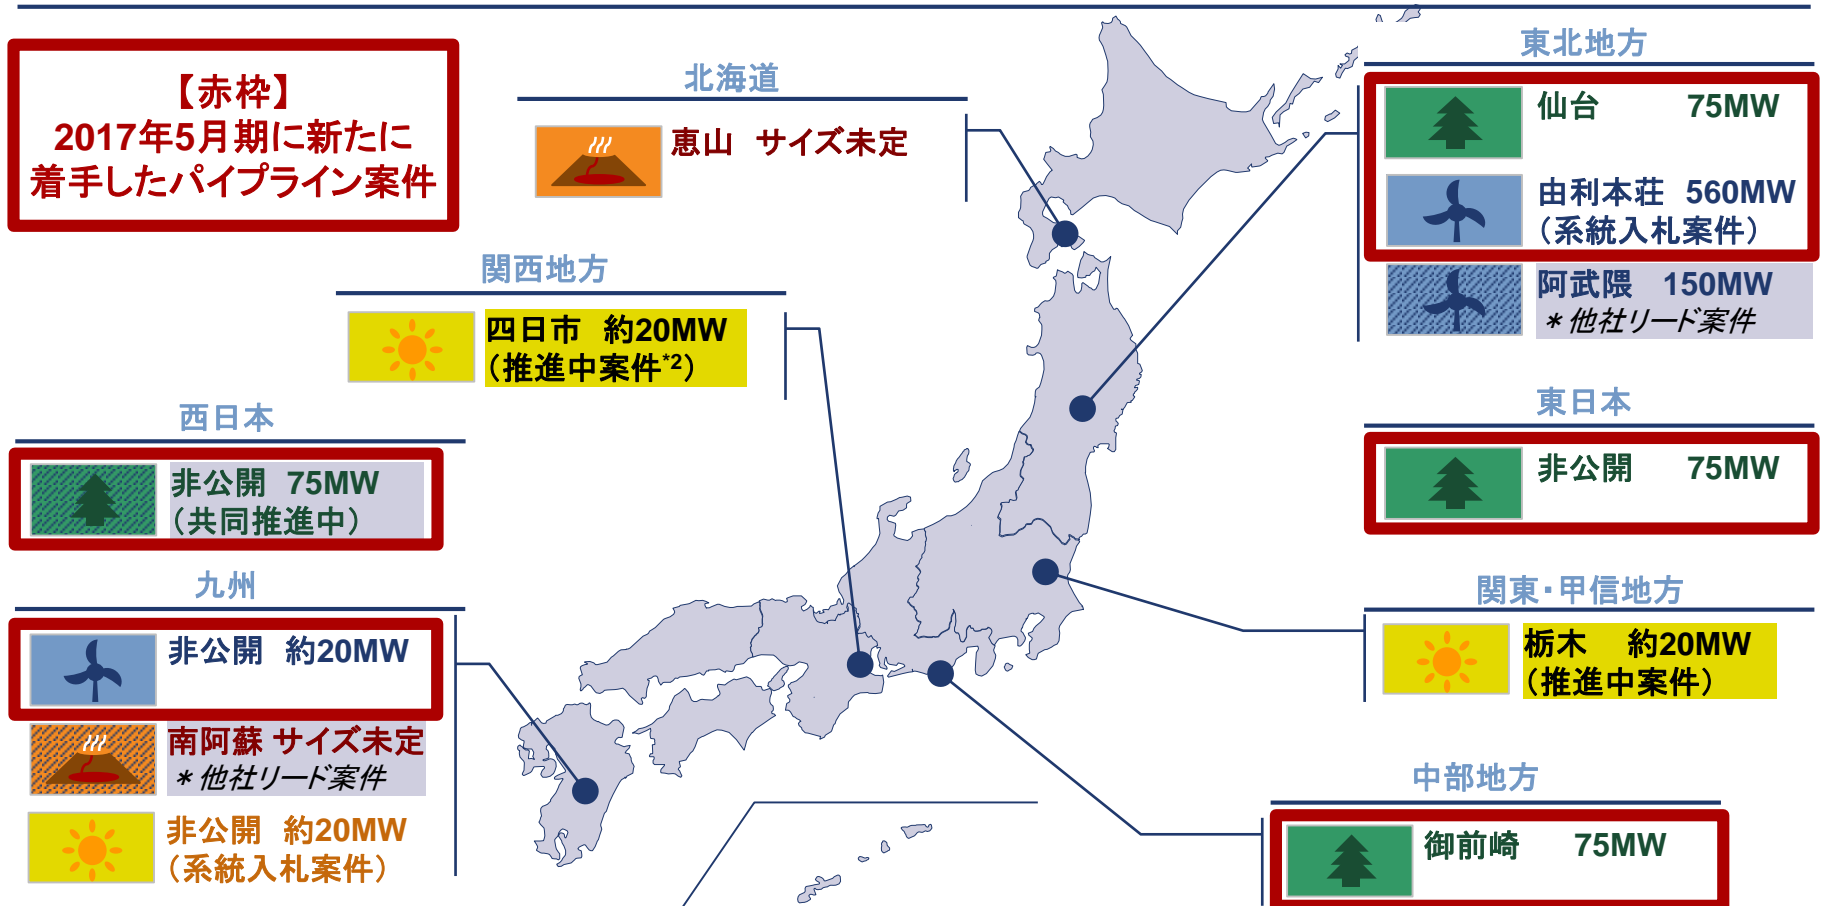 【赤枠】
2017年5月期に新たに
着手したパイプライン案件
北海道
恵山 サイズ未定
東北地方
仙台 75MW
由利本荘 560MW
(系統入札案件)
阿武隈 150MW
＊他社リード案件
関西地方
四日市 約20MW
(推進中案件*2)
西日本
非公開 75MW
(共同推進中)
東日本
非公開 75MW
九州
非公開 約20MW
南阿蘇 サイズ未定
＊他社リード案件
非公開 約20MW
(系統入札案件)
関東・甲信地方
栃木 約20MW
(推進中案件)
中部地方
御前崎 75MW